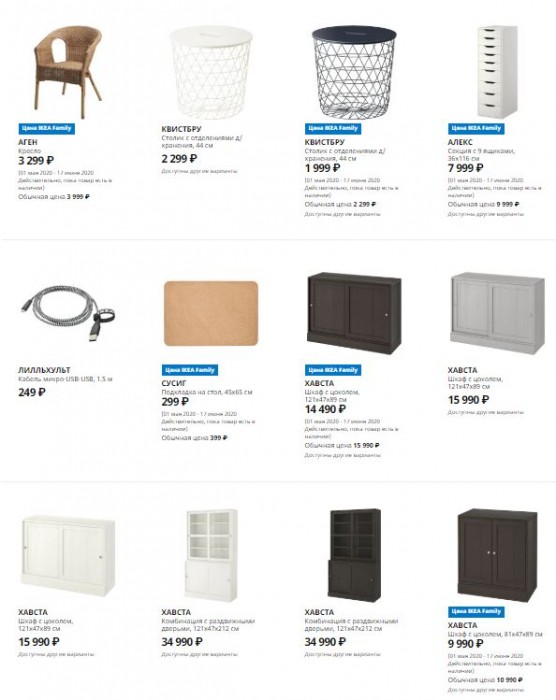 Цена IKEA Family
АГЕН
Кресло
3 299 ₽
(01 мая 2020 - 17 июня 2020
Действительно, пока товар есть в
наличии)
Обычная цена 3 999 ₽
КВИСТБРУ
Столик с отделением д/
хранения, 44 см
2 299 ₽
Доступны другие варианты
Цена IKEA Family
КВИСТБРУ
Столик с отделениями д/
хранения, 44 см
1 999 ₽
(01 мая 2020 - 17 июня 2020
Действительно, пока товар есть в
наличии)
Обычная цена 2 299 ₽
Доступны другие варианты
Цена IKEA Family
АЛЕКС
Секция с 9 ящиками,
36x116 см
7 999 ₽
(01 мая 2020 - 17 июня 2020
Действительно, пока товар есть в
наличии)
Обычная цена 9 999 ₽
Доступны другие варианты
ЛИЛЛЬХУЛЬТ
Кабель микро-USB-USB, 1.5 м
249 ₽
Цена IKEA Family
СУСИГ
Подкладка на стол, 45x65 см
299 ₽
(01 мая 2020 - 17 июня 2020
Действительно, пока товар есть в
наличии)
Обычная цена 399 ₽
Цена IKEA Family
ХАВСТА
Шкаф с цоколем,
121x47x89 см
14 490 ₽
(01 мая 2020 - 17 июня 2020
Действительно, пока товар есть в
наличии)
Обычная цена 15 990 ₽
Доступны другие варианты
ХАВСТА
Шкаф с цоколем,
121x47x89 см
15 990 ₽
Доступны другие варианты
ХАВСТА
Шкаф с цоколем,
121x47x89 см
15 990 ₽
Доступны другие варианты
ХАВСТА
Комбинация с раздвижными
дверьми, 121x47x212 см
34 990 ₽
Доступны другие варианты
ХАВСТА
Комбинация с раздвижными
дверьми, 121x47x212 см
34 990 ₽
Доступны другие варианты
Цена IKEA Family
ХАВСТА
Шкаф с цоколем, 81x47x89 см
9 990 ₽
(01 мая 2020 - 17 июня 2020
Действительно, пока товар есть в
наличии)
Обычная цена 10 990 ₽
Доступны другие варианты